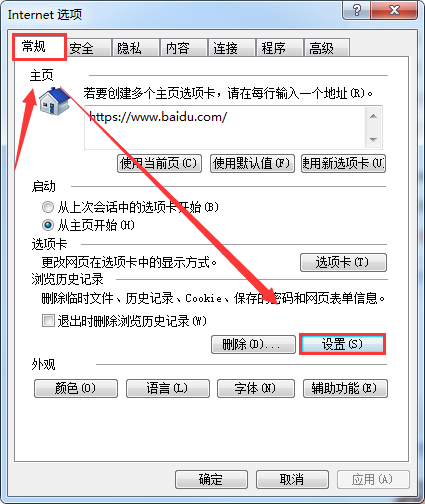 Internet 选项
常规 安全 隐私 内容 连接 程序 高级
主页
若要创建多个主页选项卡，请在每行输入一个地址(R)。
https://www.baidu.com/
使用当前页(C) 使用默认值(F) 使用新选项卡(U
启动
从上次会话中的选项卡开始(B)
从主页开始(H)
选项卡
更改网页在选项卡中的显示方式。 选项卡(T)
浏览历史记录
删除临时文件、历史记录、Cookie、保存的密码和网页表单信息。
退出时删除浏览历史记录(W)
删除(D)... 设置(S)
外观
颜色(O) 语言(L) 字体(N) 辅助功能(E)
确定 取消 应用(A)